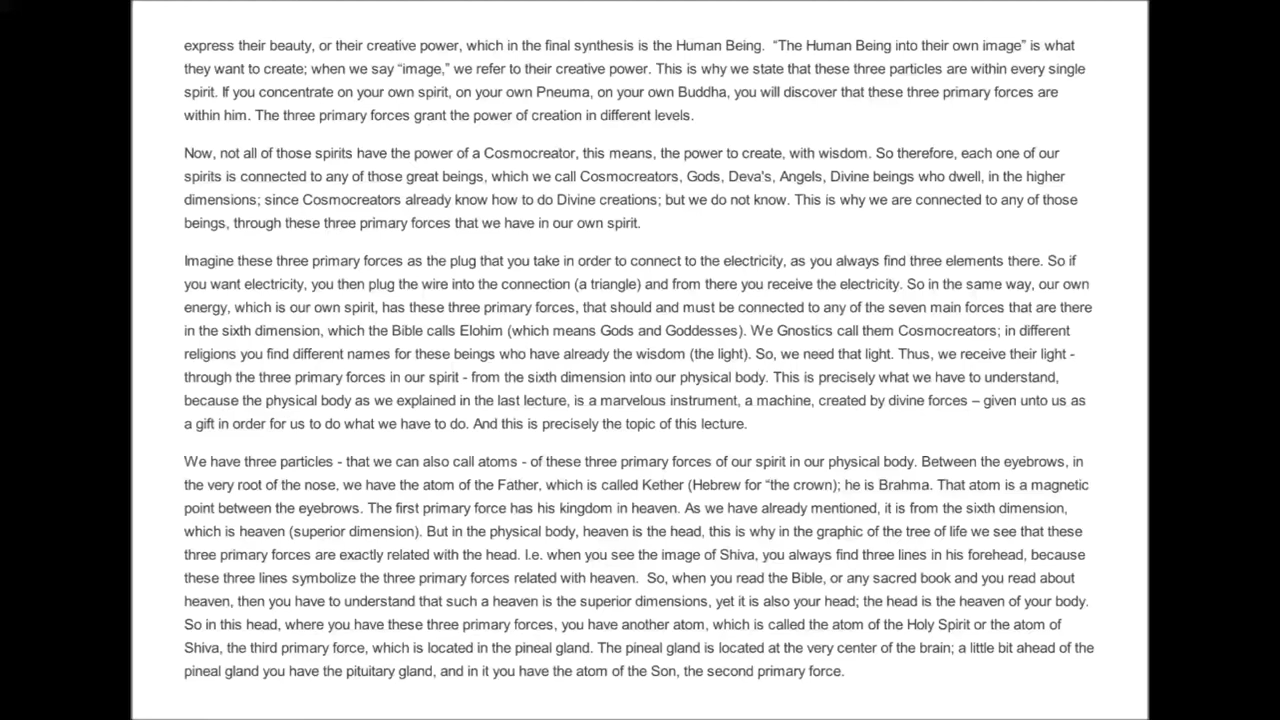 express their beauty, or their creative power, which in the final synthesis is the Human Being.  “The Human Being into their own image” is what
they want to create; when we say “image,” we refer to their creative power. This is why we state that these three particles are within every single
spirit. If you concentrate on your own spirit, on your own Pneuma, on your own Buddha, you will discover that these three primary forces are
within him. The three primary forces grant the power of creation in different levels.
Now, not all of those spirits have the power of a Cosmocreator, this means, the power to create, with wisdom. So therefore, each one of our
spirits is connected to any of those great beings, which we call Cosmocreators, Gods, Deva's, Angels, Divine beings who dwell, in the higher
dimensions; since Cosmocreators already know how to do Divine creations; but we do not know. This is why we are connected to any of those
beings, through these three primary forces that we have in our own spirit.
Imagine these three primary forces as the plug that you take in order to connect to the electricity, as you always find three elements there. So if
you want electricity, you then plug the wire into the connection (a triangle) and from there you receive the electricity. So in the same way, our own
energy, which is our own spirit, has these three primary forces, that should and must be connected to any of the seven main forces that are there
in the sixth dimension, which the Bible calls Elohim (which means Gods and Goddesses). We Gnostics call them Cosmocreators; in different
religions you find different names for these beings who have already the wisdom (the light). So, we need that light. Thus, we receive their light -
through the three primary forces in our spirit - from the sixth dimension into our physical body. This is precisely what we have to understand,
because the physical body as we explained in the last lecture, is a marvelous instrument, a machine, created by divine forces – given unto us as
a gift in order for us to do what we have to do. And this is precisely the topic of this lecture.
We have three particles - that we can also call atoms - of these three primary forces of our spirit in our physical body. Between the eyebrows, in
the very root of the nose, we have the atom of the Father, which is called Kether (Hebrew for “the crown); he is Brahma. That atom is a magnetic
point between the eyebrows. The first primary force has his kingdom in heaven. As we have already mentioned, it is from the sixth dimension,
which is heaven (superior dimension). But in the physical body, heaven is the head, this is why in the graphic of the tree of life we see that these
three primary forces are exactly related with the head. I.e. when you see the image of Shiva, you always find three lines in his forehead, because
these three lines symbolize the three primary forces related with heaven.  So, when you read the Bible, or any sacred book and you read about
heaven, then you have to understand that such a heaven is the superior dimensions, yet it is also your head; the head is the heaven of your body.
So in this head, where you have these three primary forces, you have another atom, which is called the atom of the Holy Spirit or the atom of
Shiva, the third primary force, which is located in the pineal gland. The pineal gland is located at the very center of the brain; a little bit ahead of the
pineal gland you have the pituitary gland, and in it you have the atom of the Son, the second primary force.